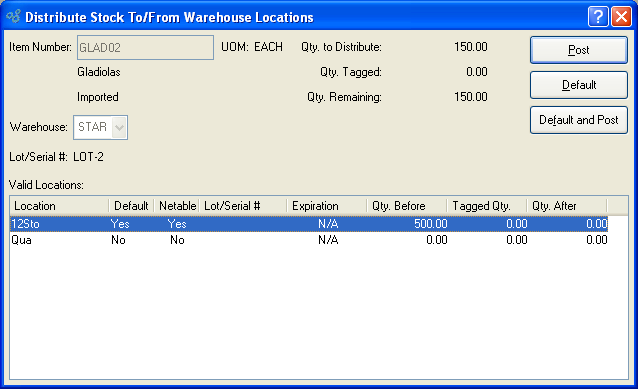 Distribute Stock To/From Warehouse Locations
Item Number: GLAD02 UOM: EACH Qty. to Distribute: 150.00 Post
Gladiolas Qty. Tagged: 0.00 Default
Imported Qty. Remaining: 150.00 Default and Post
Warehouse: STAR
Lot/Serial #: LOT-2
Valid Locations:
Location Default Netable Lot/Serial # Expiration Qty. Before Tagged Qty. Qty. After
12Sto Yes Yes N/A 500.00 0.00 0.00
Qua No No N/A 0.00 0.00 0.00